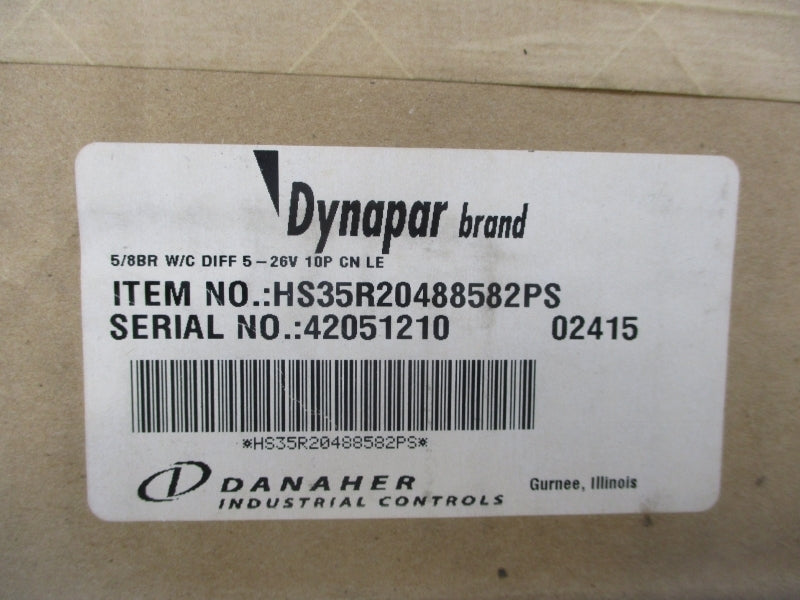 Dynapar brand
5/8BR W/C DIFF 5-26V 10P CN LE
ITEM NO.:HS35R20488582PS
SERIAL NO.:42051210 02415
*HS35R20488582PS*
DANAHER
INDUSTRIAL CONTROLS
Gurnee, Illinois